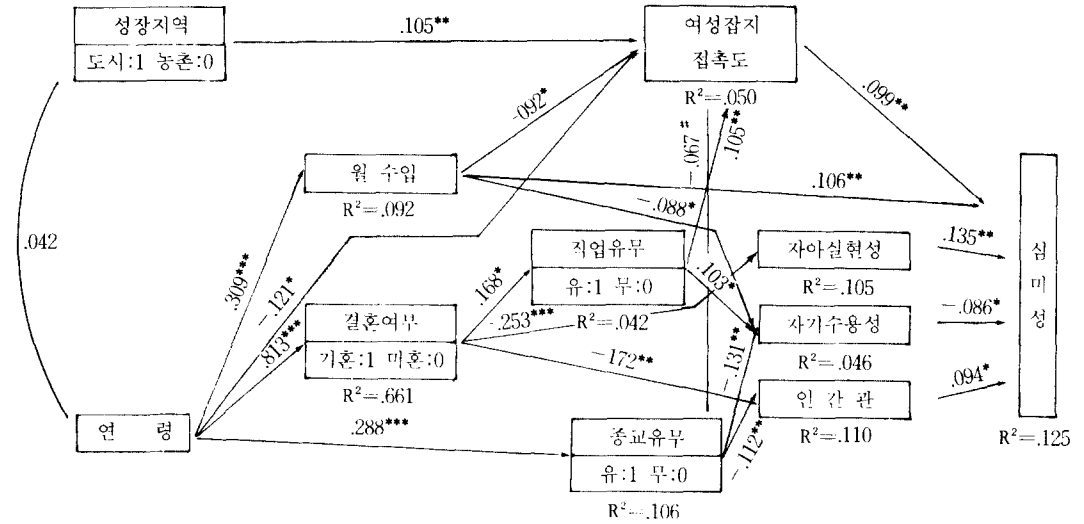 성장지역
도시:1 농촌:0
.105**
여성잡지
접촉도
R²=.050
-.092*
.099**
-.067#
.105**
월 수입
R²=.092
.106**
-.088*
.042
.309***
-.121*
.813***
직업유무
유:1 무:0
R²=.042
.168*
-.253***
.103*
자아실현성
R²=.105
.135**
심미성
R²=.125
결혼여부
기혼:1 미혼:0
R²=.661
-.172**
-.131**
자기수용성
R²=.046
-.086*
인 간 관
R²=.110
.094*
연 령
.288***
종교유무
유:1 무:0
R²=.106
-.112**